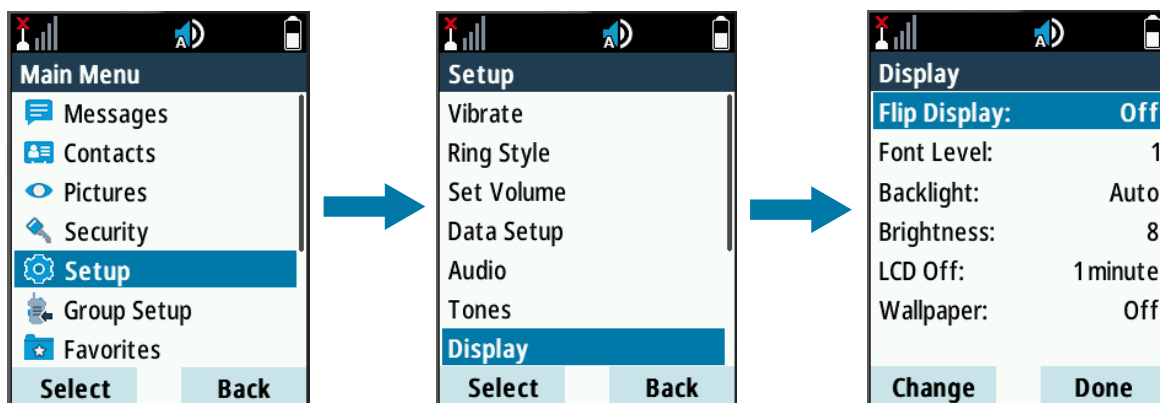 A
Main Menu
Messages
Contacts
Pictures
Security
Setup
Group Setup
Favorites
Select Back
A
Setup
Vibrate
Ring Style
Set Volume
Data Setup
Audio
Tones
Display
Select Back
A
Display
Flip Display: Off
Font Level: 1
Backlight: Auto
Brightness: 8
LCD Off: 1 minute
Wallpaper: Off
Change Done